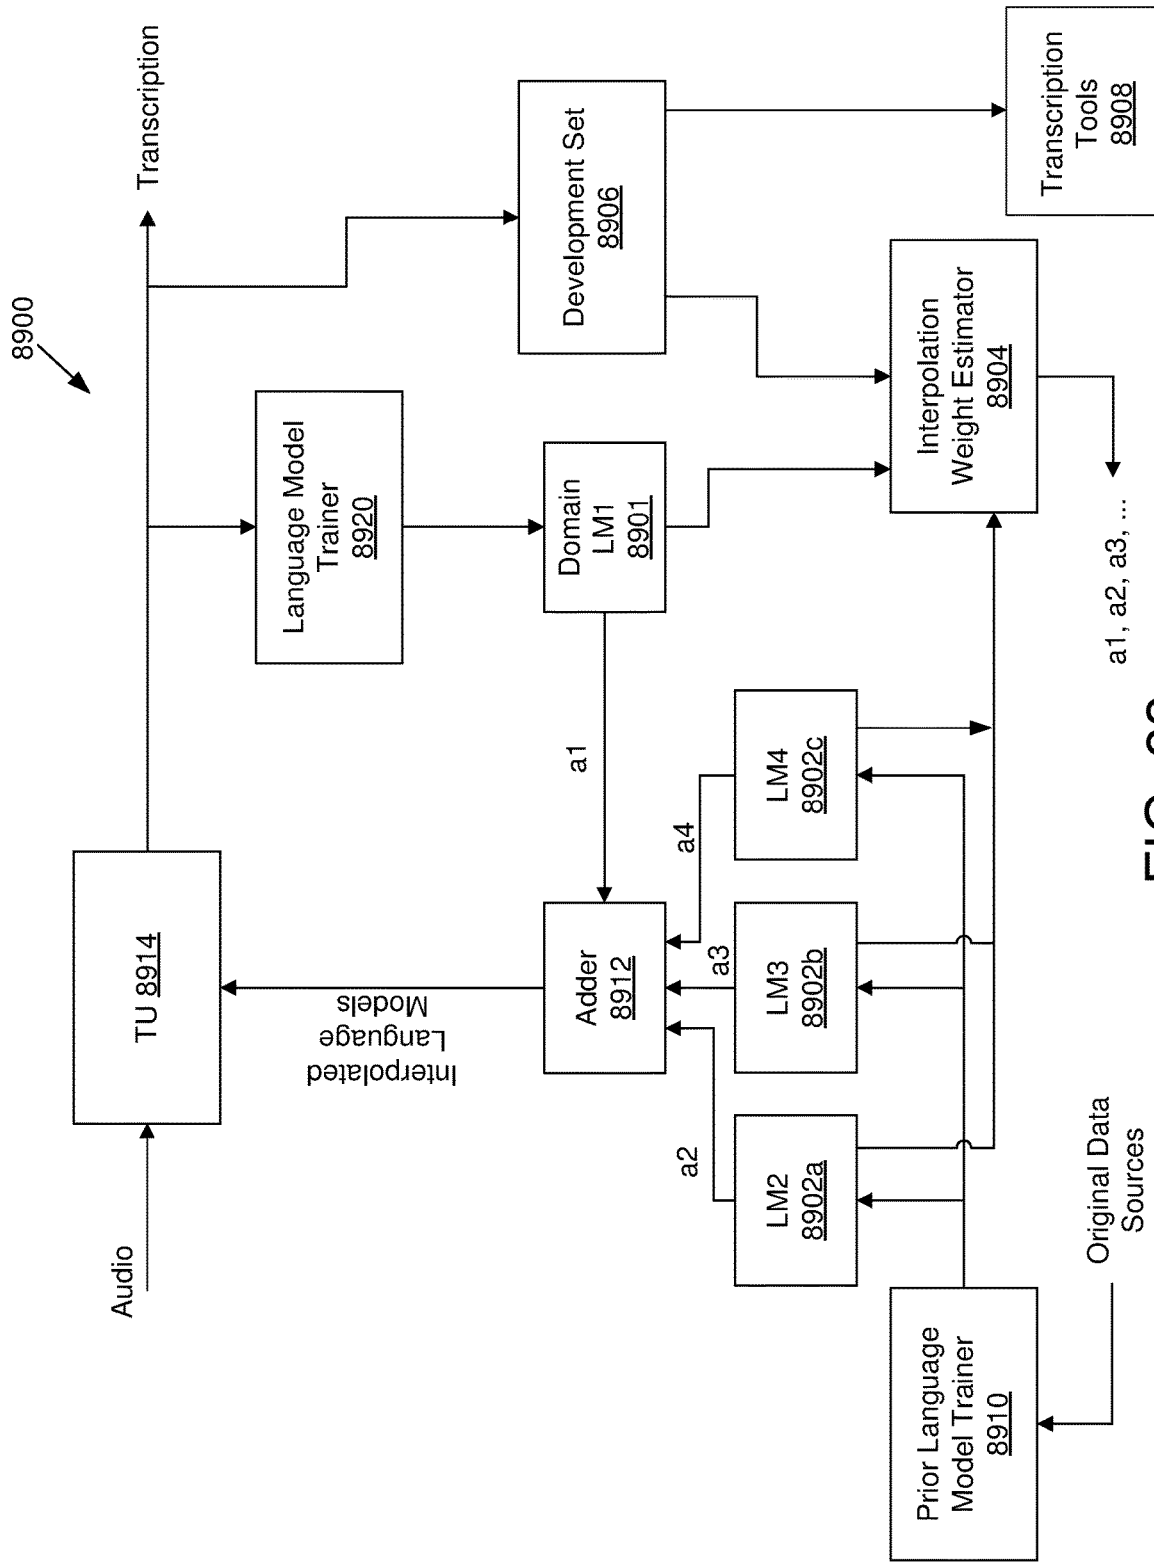 8900
Audio
TU 8914
Transcription
Interpolated
Language
Models
Language Model
Trainer
8920
Adder
8912
a1
Domain
LM1
8901
Development Set
8906
a2
a3
a4
LM2
8902a
LM3
8902b
LM4
8902c
Prior Language
Model Trainer
8910
Interpolation
Weight Estimator
8904
Transcription
Tools
8908
Original Data
Sources
a1, a2, a3, ...